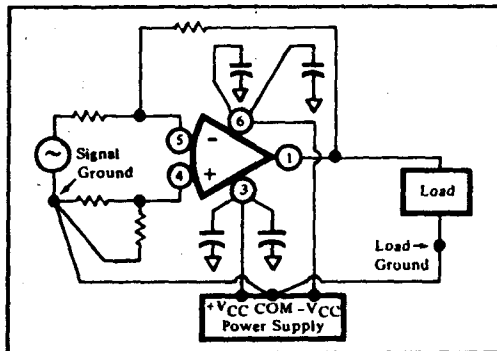 6
5
-
Signal
Ground
4
+
1
3
Load
Load
Ground
+VCC COM -VCC
Power Supply